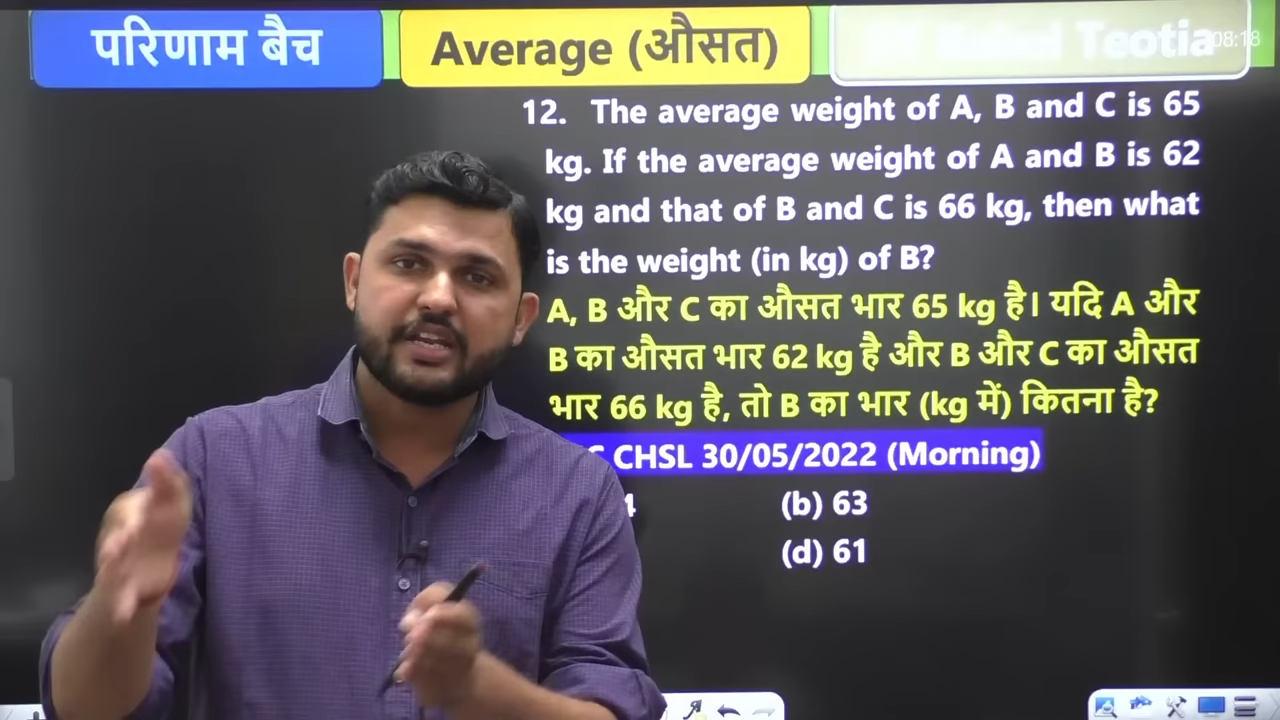 परिणाम बैच
Average (औसत)
Teotia
08:18
12. The average weight of A, B and C is 65
kg. If the average weight of A and B is 62
kg and that of B and C is 66 kg, then what
is the weight (in kg) of B?
A, B और C का औसत भार 65 kg है। यदि A और
B का औसत भार 62 kg है और B और C का औसत
भार 66 kg है, तो B का भार (kg में) कितना है?
CHSL 30/05/2022 (Morning)
(b) 63
(d) 61